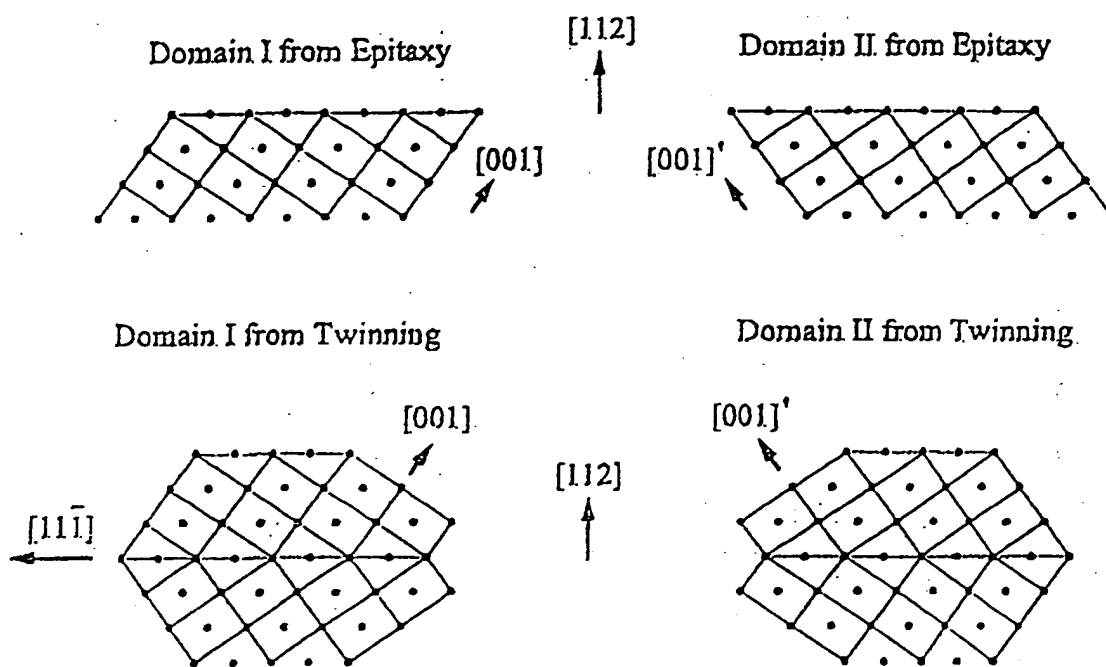 [112]
Domain I from Epitaxy
Domain II from Epitaxy
[001]
[001]'
Domain I from Twinning
Domain II from Twinning
[001]
[001]'
[112]
[111̄]